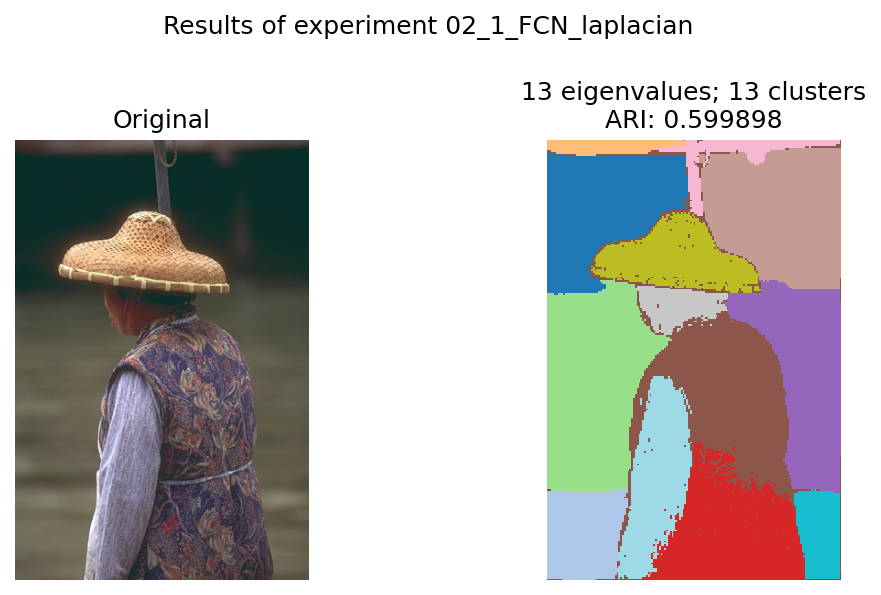 Results of experiment 02_1_FCN_laplacian
Original
13 eigenvalues; 13 clusters
ARI: 0.599898